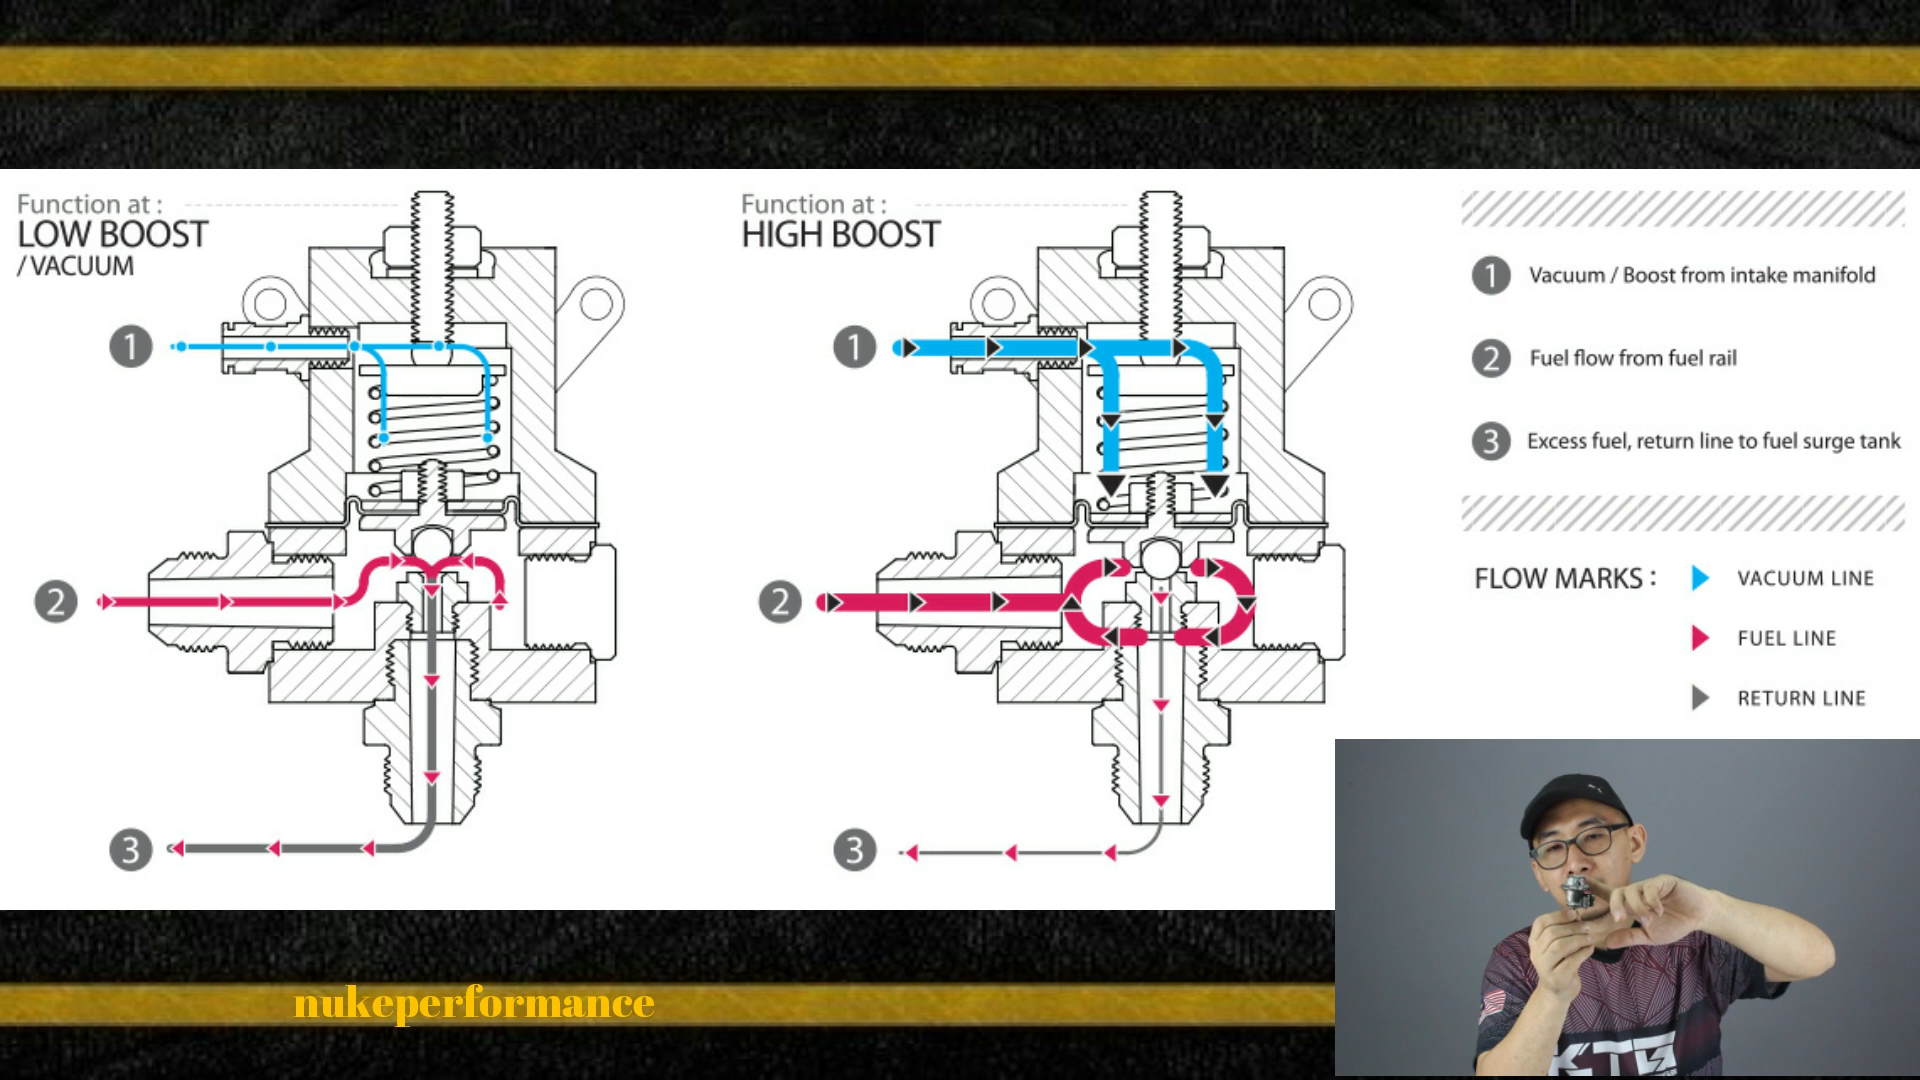 Function at :
LOW BOOST
/ VACUUM
1
2
3
Function at :
HIGH BOOST
1
2
3
1 Vacuum / Boost from intake manifold
2 Fuel flow from fuel rail
3 Excess fuel, return line to fuel surge tank
FLOW MARKS :
VACUUM LINE
FUEL LINE
RETURN LINE
nukeperformance